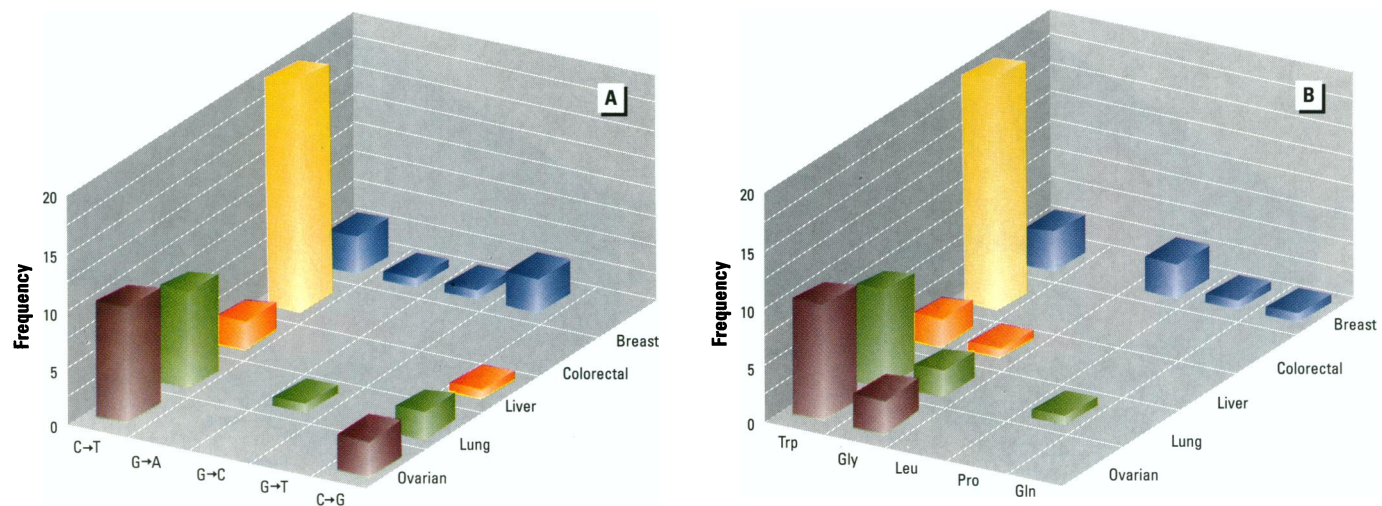 A
20
15
10
5
0
Frequency
C→T
G→A
G→C
G→T
C→G
Ovarian
Lung
Liver
Colorectal
Breast
B
20
15
10
5
0
Frequency
Trp
Gly
Leu
Pro
Gln
Ovarian
Lung
Liver
Colorectal
Breast